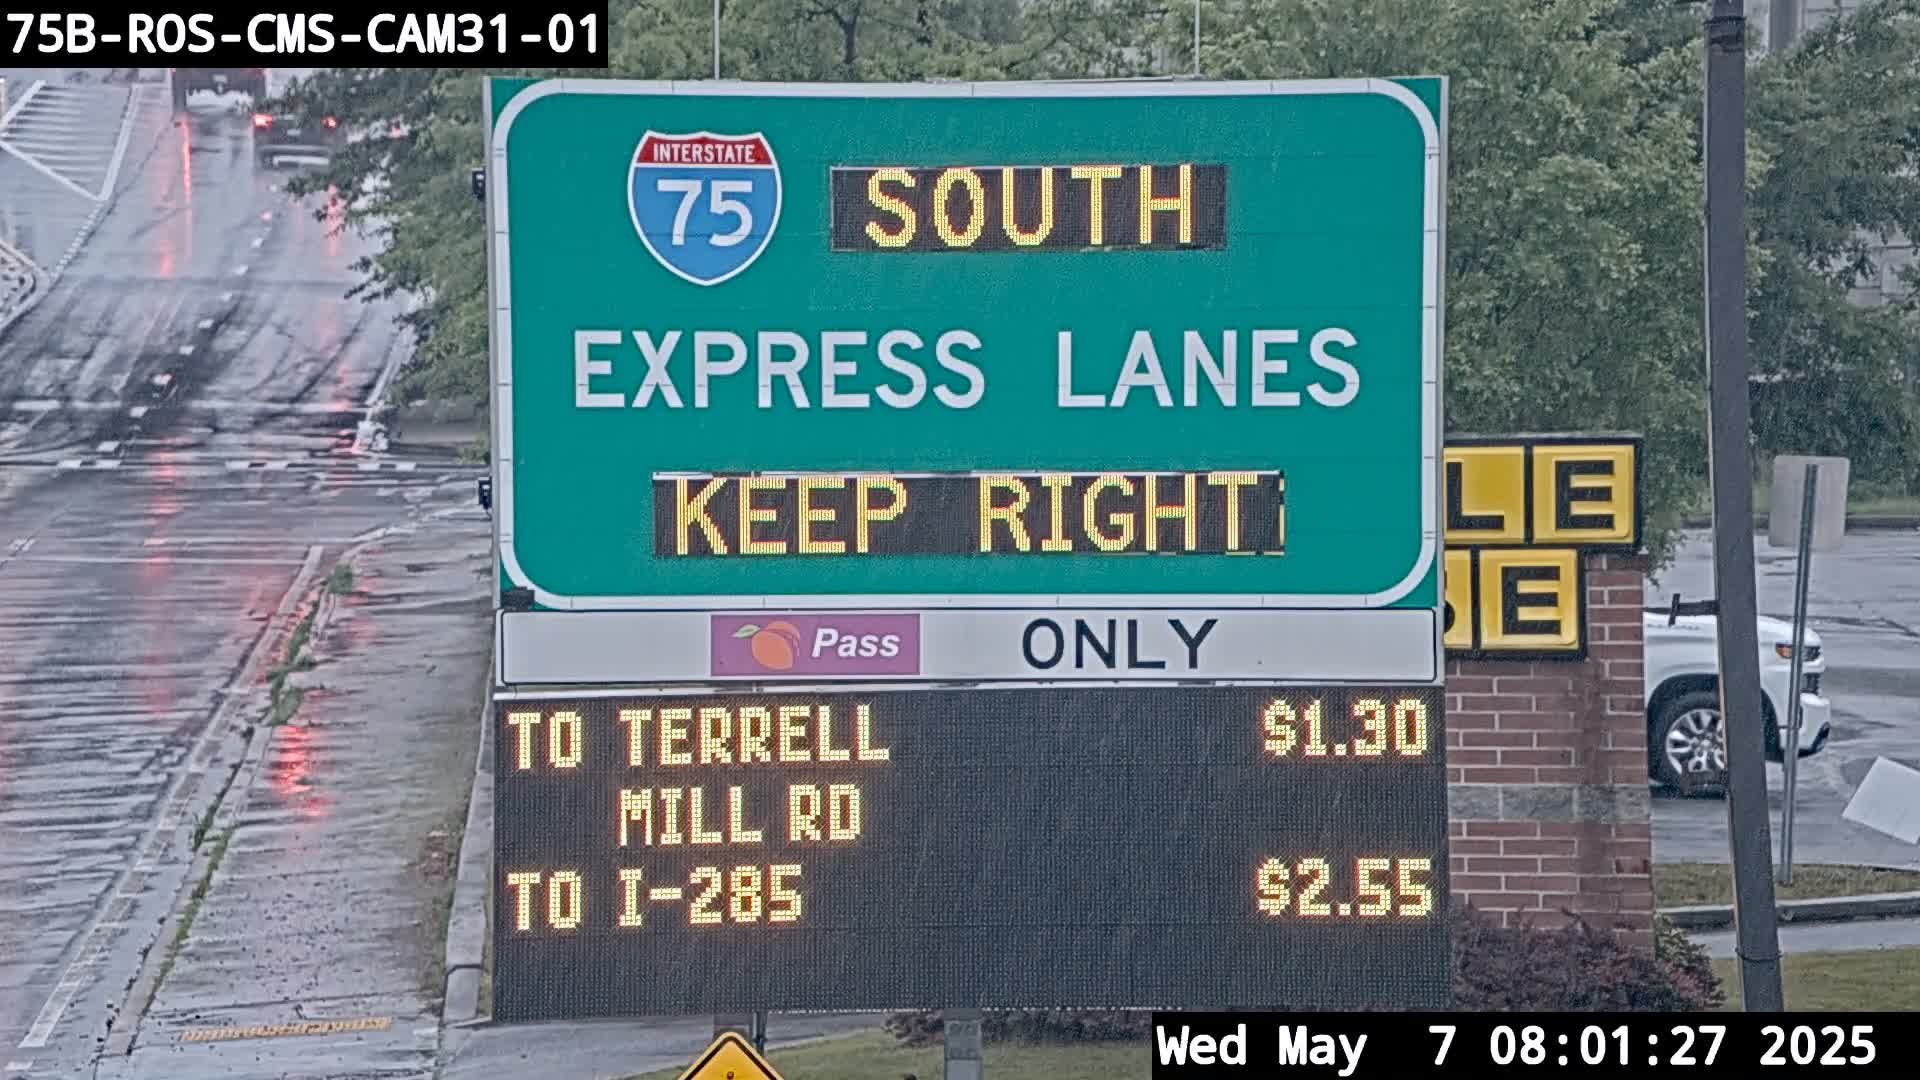 75B-ROS-CMS-CAM31-01
INTERSTATE
75
SOUTH
EXPRESS LANES
KEEP RIGHT
Pass ONLY
TO TERRELL $1.30
MILL RD
TO I-285 $2.55
LE
E
Wed May 7 08:01:27 2025